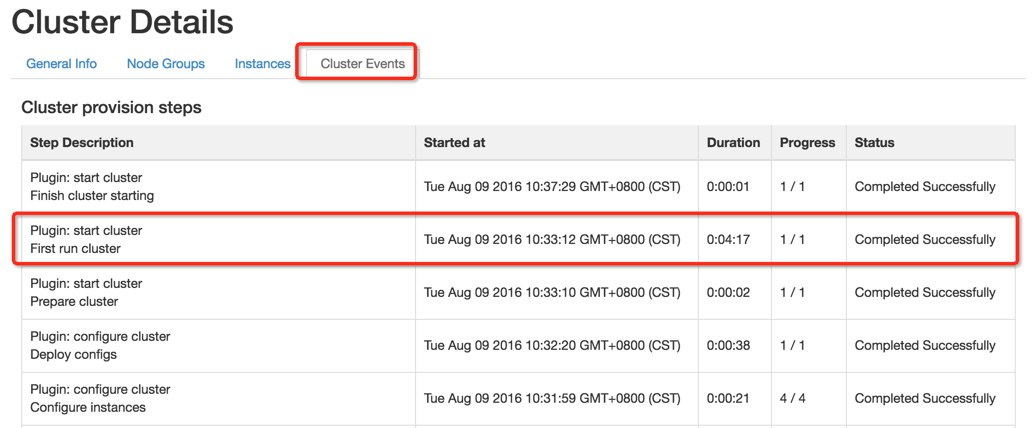 Cluster Details
General Info Node Groups Instances Cluster Events
Cluster provision steps
Step Description Started at Duration Progress Status
Plugin: start cluster
Finish cluster starting
Tue Aug 09 2016 10:37:29 GMT+0800 (CST) 0:00:01 1 / 1 Completed Successfully
Plugin: start cluster
First run cluster
Tue Aug 09 2016 10:33:12 GMT+0800 (CST) 0:04:17 1 / 1 Completed Successfully
Plugin: start cluster
Prepare cluster
Tue Aug 09 2016 10:33:10 GMT+0800 (CST) 0:00:02 1 / 1 Completed Successfully
Plugin: configure cluster
Deploy configs
Tue Aug 09 2016 10:32:20 GMT+0800 (CST) 0:00:38 1 / 1 Completed Successfully
Plugin: configure cluster
Configure instances
Tue Aug 09 2016 10:31:59 GMT+0800 (CST) 0:00:21 4 / 4 Completed Successfully